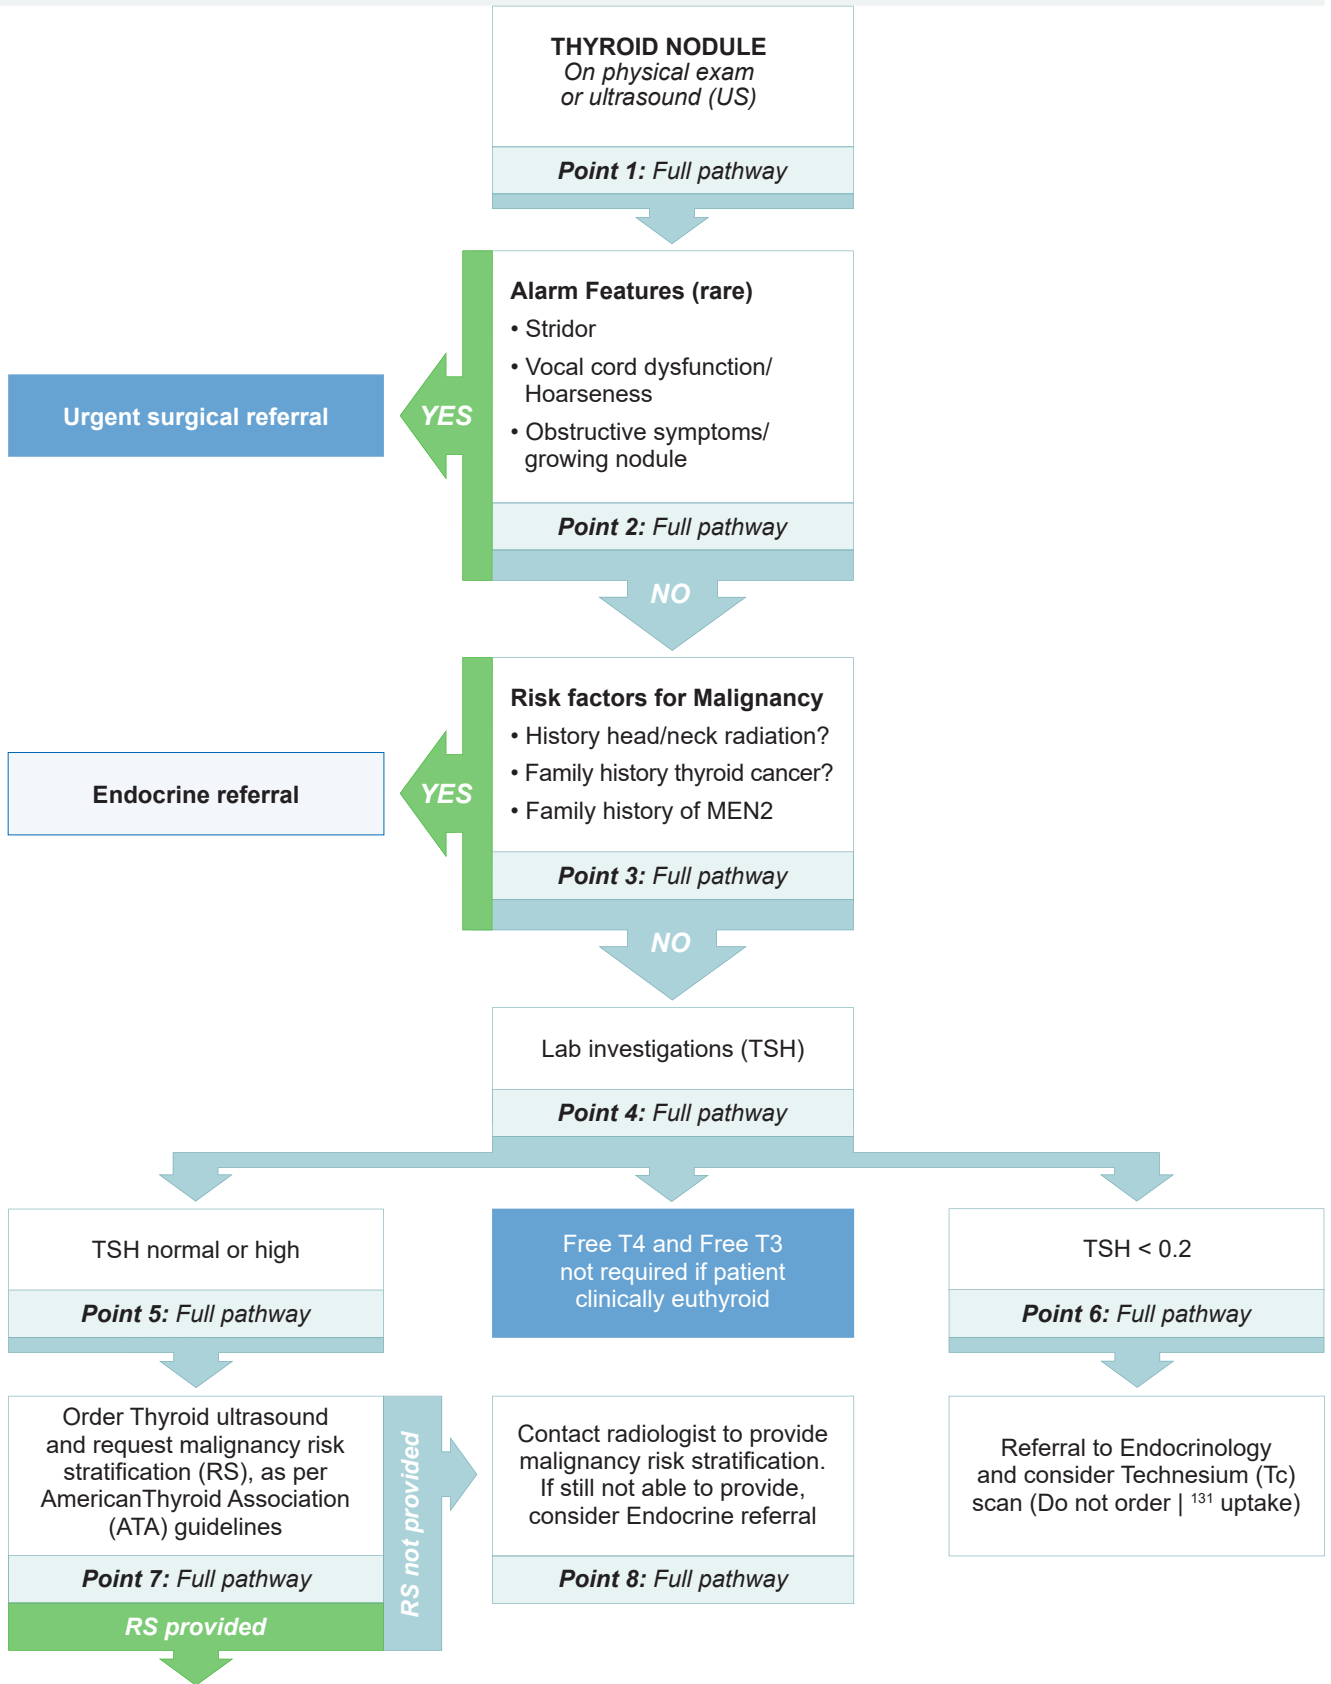 THYROID NODULE
On physical exam
or ultrasound (US)
Point 1: Full pathway
Alarm Features (rare)
• Stridor
• Vocal cord dysfunction/
Hoarseness
• Obstructive symptoms/
growing nodule
Point 2: Full pathway
YES
Urgent surgical referral
NO
Risk factors for Malignancy
• History head/neck radiation?
• Family history thyroid cancer?
• Family history of MEN2
Point 3: Full pathway
YES
Endocrine referral
NO
Lab investigations (TSH)
Point 4: Full pathway
TSH normal or high
Point 5: Full pathway
Free T4 and Free T3
not required if patient
clinically euthyroid
TSH < 0.2
Point 6: Full pathway
Order Thyroid ultrasound
and request malignancy risk
stratification (RS), as per
AmericanThyroid Association
(ATA) guidelines
Point 7: Full pathway
RS provided
RS not provided
Contact radiologist to provide
malignancy risk stratification.
If still not able to provide,
consider Endocrine referral
Point 8: Full pathway
Referral to Endocrinology
and consider Technesium (Tc)
scan (Do not order | ¹³¹ uptake)